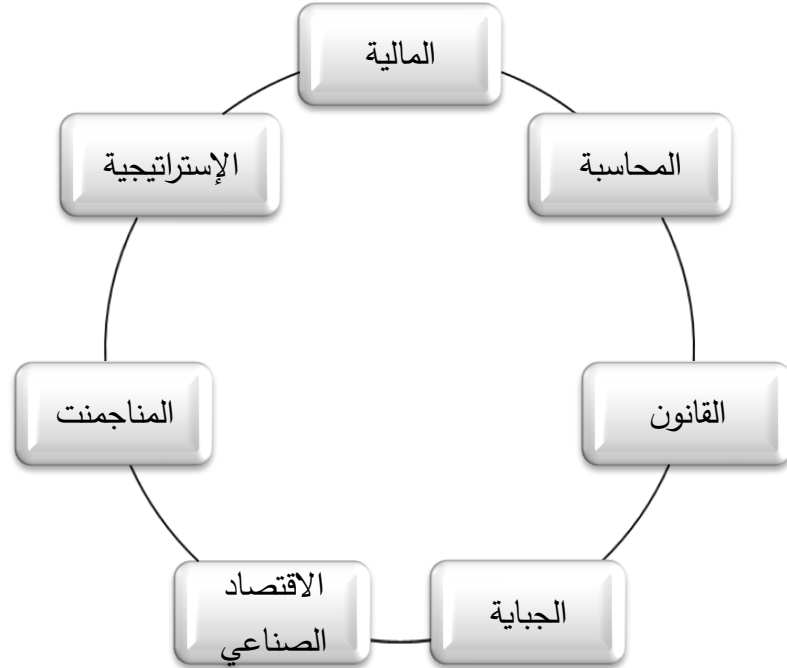 المالية
المحاسبة
القانون
الجباية
الاقتصاد
الصناعي
المناجمنت
الإستراتيجية